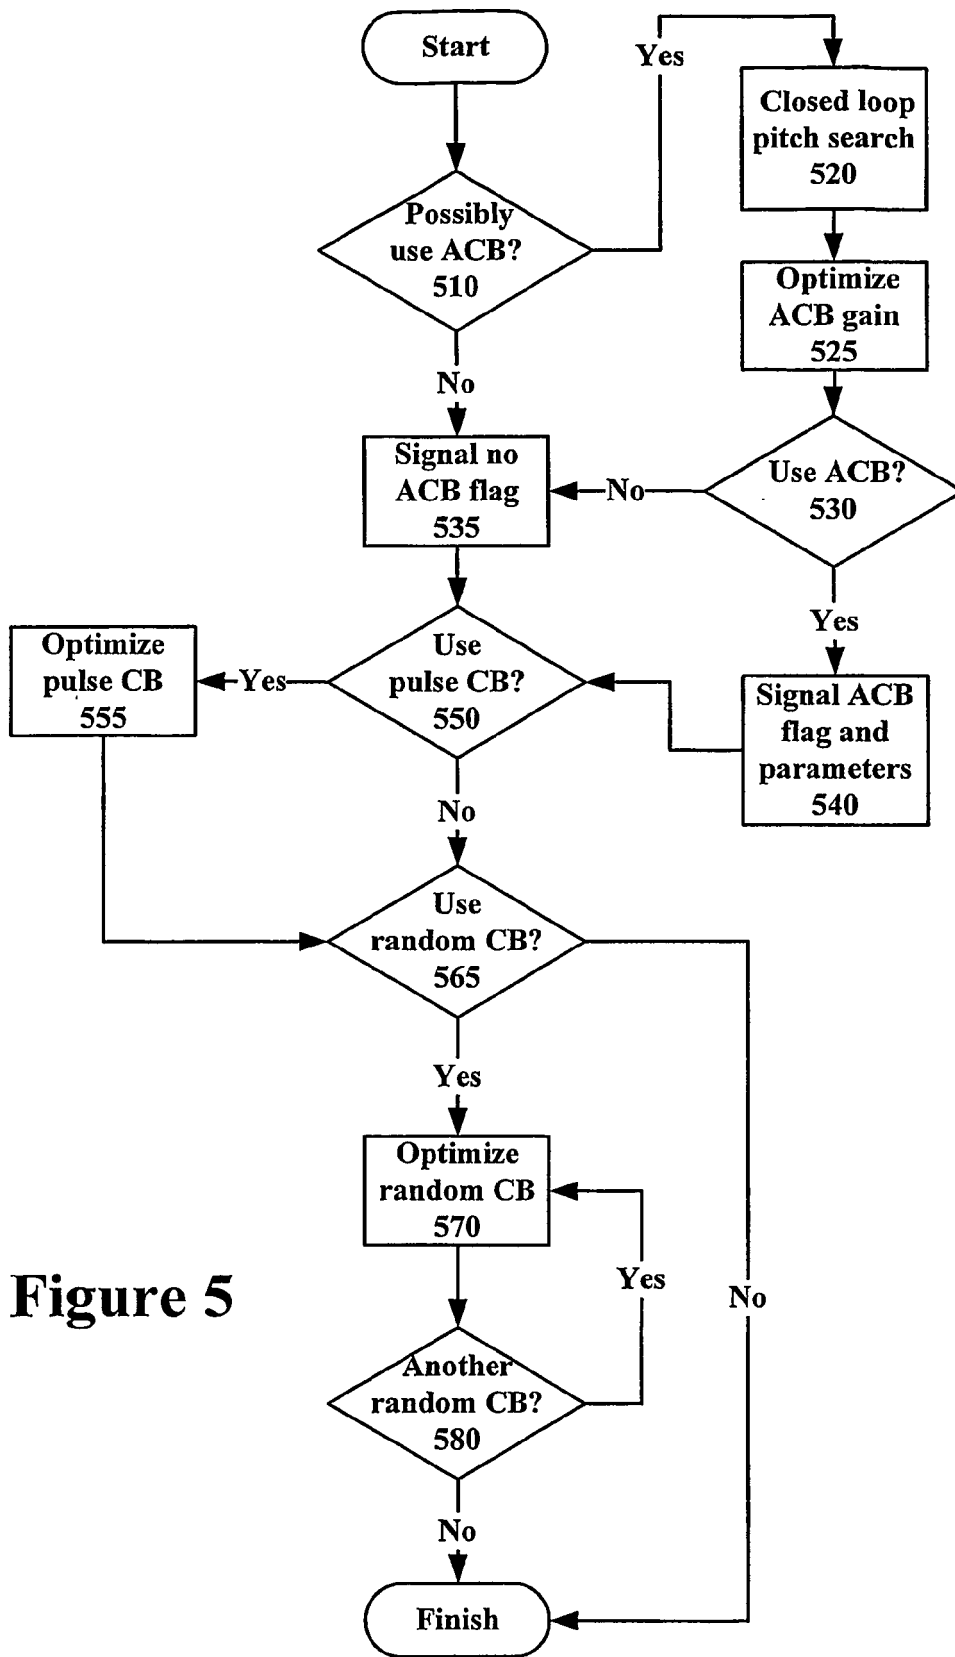 Start
Yes
Closed loop
pitch search
520
Possibly
use ACB?
510
Optimize
ACB gain
525
No
Signal no
ACB flag
535
No
Use ACB?
530
Yes
Optimize
pulse CB
555
Yes
Use
pulse CB?
550
Signal ACB
flag and
parameters
540
No
Use
random CB?
565
Yes
Optimize
random CB
570
Yes
No
Figure 5
Another
random CB?
580
No
Finish